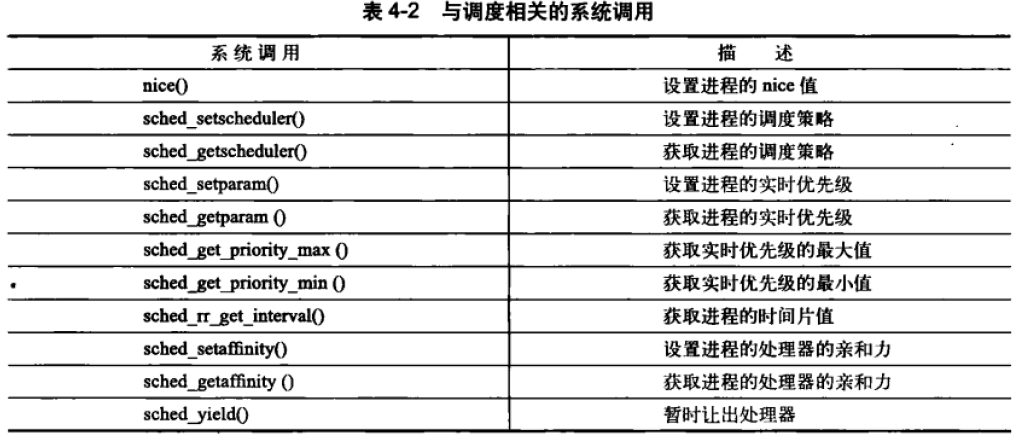 表 4-2 与调度相关的系统调用
系统调用 描 述
nice() 设置进程的 nice 值
sched_setscheduler() 设置进程的调度策略
sched_getscheduler() 获取进程的调度策略
sched_setparam() 设置进程的实时优先级
sched_getparam () 获取进程的实时优先级
sched_get_priority_max () 获取实时优先级的最大值
sched_get_priority_min () 获取实时优先级的最小值
sched_rr_get_interval() 获取进程的时间片值
sched_setaffinity() 设置进程的处理器的亲和力
sched_getaffinity () 获取进程的处理器的亲和力
sched_yield() 暂时让出处理器